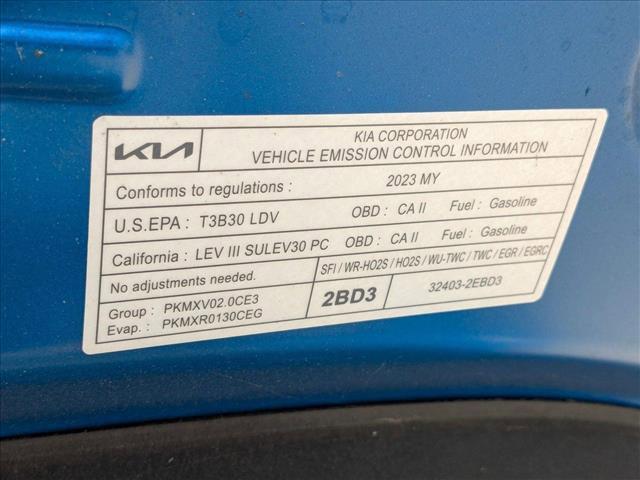 KIA
KIA CORPORATION
VEHICLE EMISSION CONTROL INFORMATION
Conforms to regulations : 2023 MY
U.S.EPA : T3B30 LDV OBD : CA II Fuel : Gasoline
California : LEV III SULEV30 PC OBD : CA II Fuel : Gasoline
No adjustments needed. SFI / WR-HO2S / HO2S / WU-TWC / TWC / EGR / EGRC
Group : PKMXV02.0CE3
Evap. : PKMXR0130CEG
2BD3
32403-2EBD3